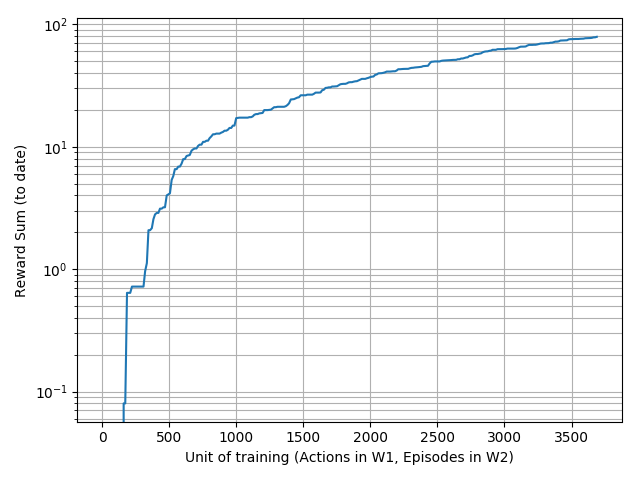 10²
10¹
10⁰
10⁻¹
Reward Sum (to date)
0 500 1000 1500 2000 2500 3000 3500
Unit of training (Actions in W1, Episodes in W2)